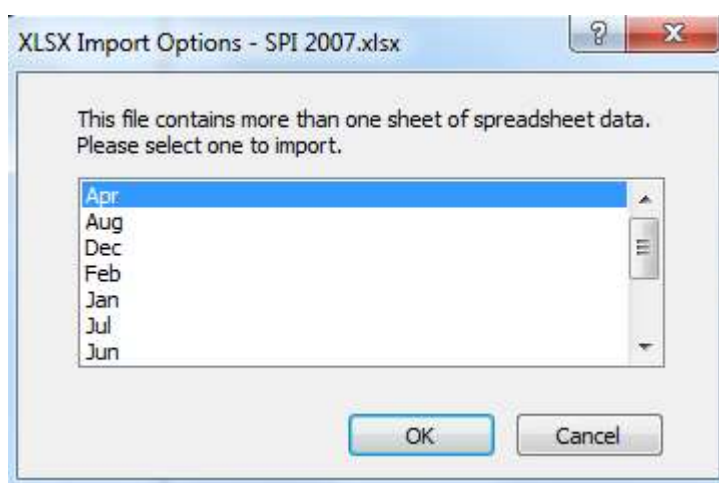 XLSX Import Options - SPI 2007.xlsx
This file contains more than one sheet of spreadsheet data.
Please select one to import.
Apr
Aug
Dec
Feb
Jan
Jul
Jun
OK
Cancel